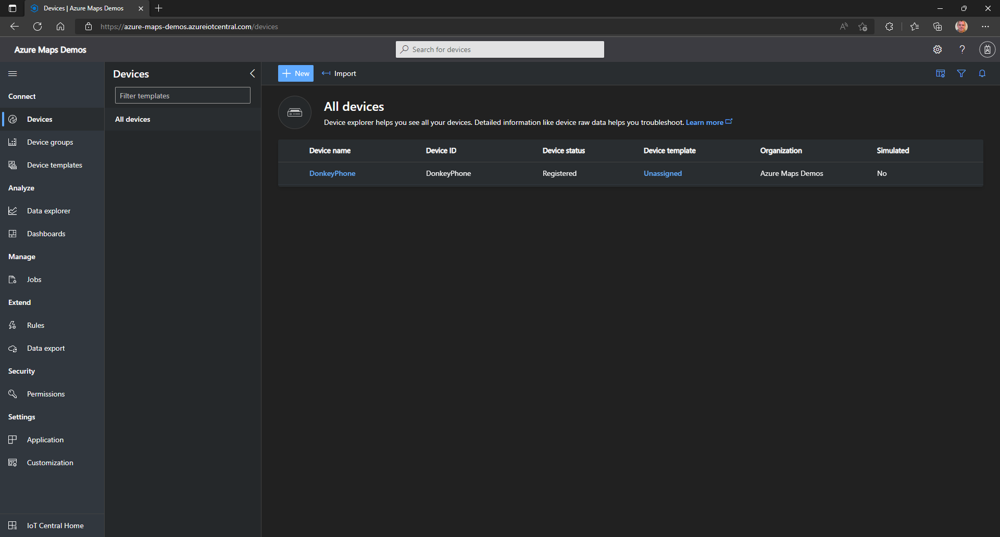 Devices | Azure Maps Demos
https://azure-maps-demos.azureiotcentral.com/devices
Azure Maps Demos
Search for devices
?
Connect
Devices
Device groups
Device templates
Analyze
Data explorer
Dashboards
Manage
Jobs
Extend
Rules
Data export
Security
Permissions
Settings
Application
Customization
IoT Central Home
Devices
Filter templates
All devices
New
Import
All devices
Device explorer helps you see all your devices. Detailed information like device raw data helps you troubleshoot. Learn more
Device name Device ID Device status Device template Organization Simulated
DonkeyPhone DonkeyPhone Registered Unassigned Azure Maps Demos No